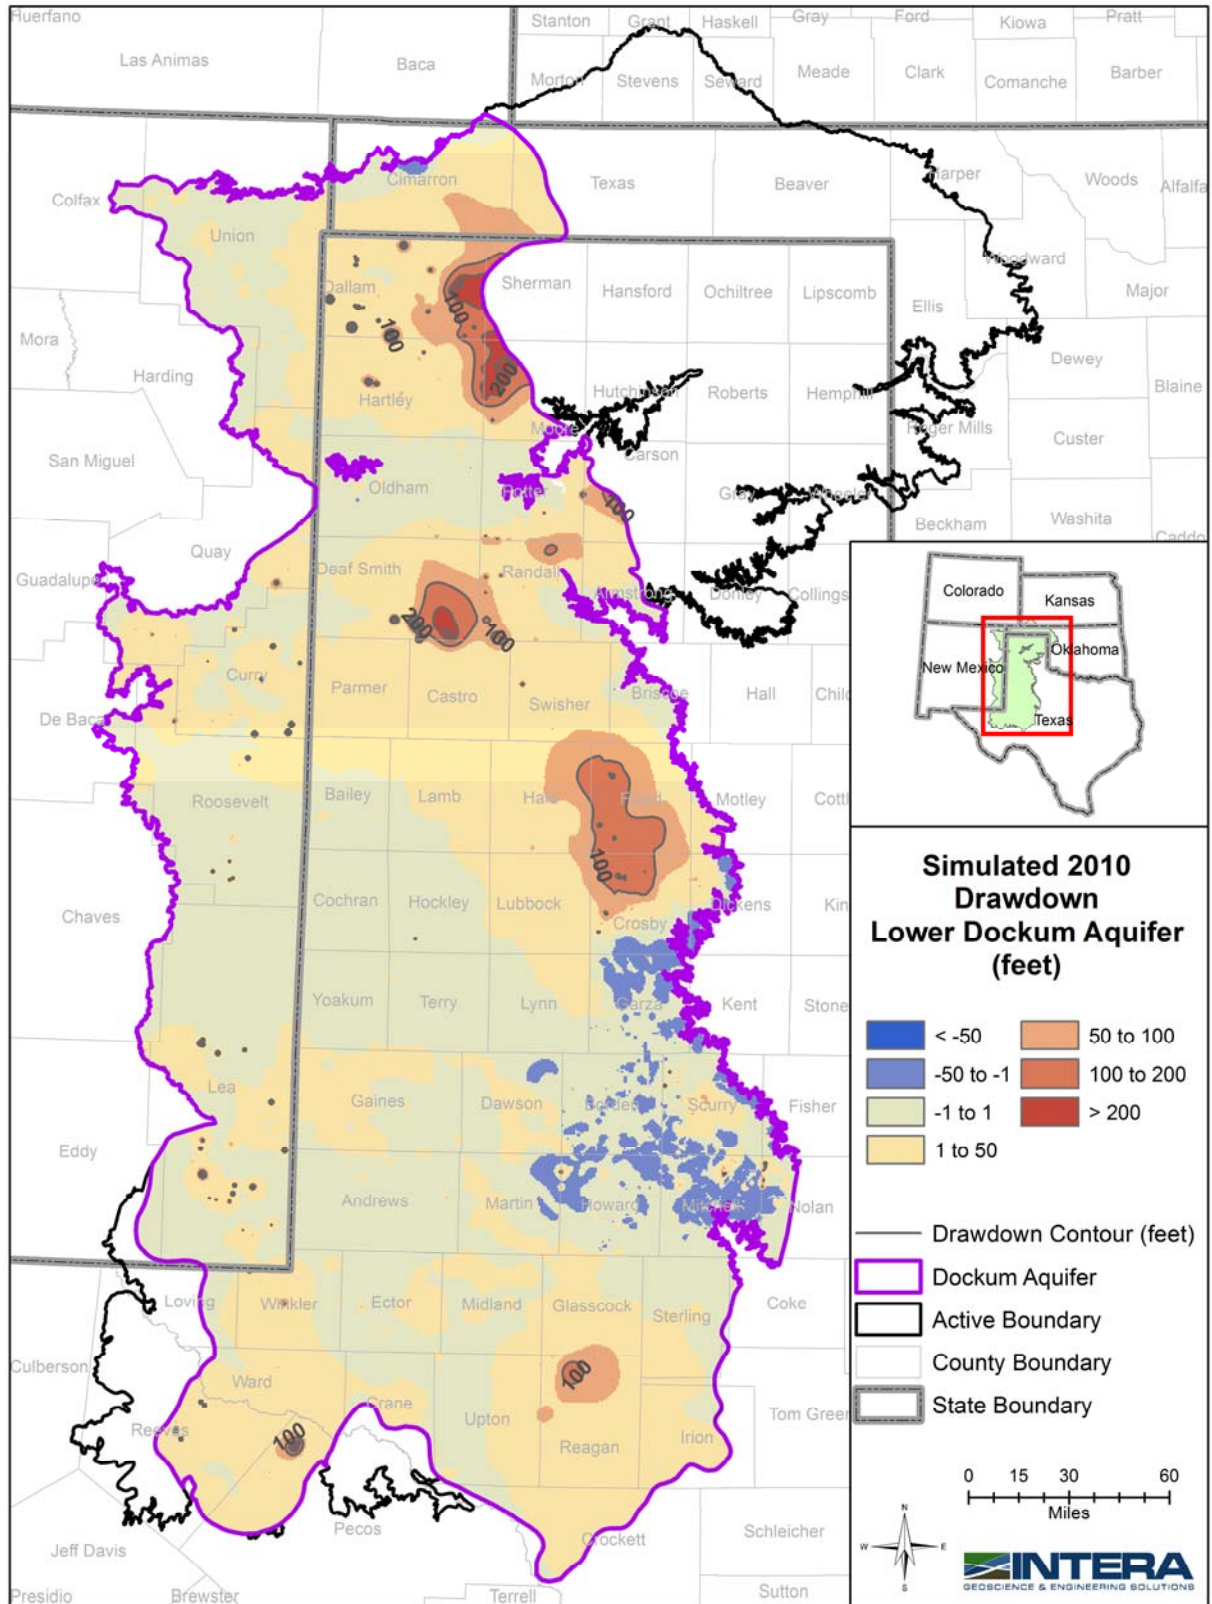 Huerfano
Las Animas
Baca
Stanton
Grant
Haskell
Gray
Ford
Kiowa
Pratt
Morton
Stevens
Seward
Meade
Clark
Comanche
Barber
Colfax
Cimarron
Texas
Beaver
Harper
Woods
Alfalfa
Union
Dallam
Sherman
Hansford
Ochiltree
Lipscomb
Woodward
Ellis
Major
100
100
Mora
Harding
Hartley
200
Hutchinson
Roberts
Hemphill
Dewey
Blaine
Moore
Roger Mills
Custer
San Miguel
Oldham
Potter
Carson
100
Gray
Wheeler
Beckham
Washita
Caddo
Quay
Guadalupe
Deaf Smith
Randall
Armstrong
Donley
Collings
200
100
Curry
Parmer
Castro
Swisher
Briscoe
Hall
Chilc
De Baca
Roosevelt
Bailey
Lamb
Hale
Floyd
Motley
Cottl
100
Chaves
Cochran
Hockley
Lubbock
Crosby
Dickens
Kin
Yoakum
Terry
Lynn
Garza
Kent
Stone
Lea
Gaines
Dawson
Borden
Scurry
Fisher
Eddy
Andrews
Martin
Howard
Mitchell
Nolan
Loving
Winkler
Ector
Midland
Glasscock
Sterling
Coke
Culberson
Ward
100
Reeves
Crane
Upton
Reagan
Irion
Tom Green
100
Pecos
Crockett
Schleicher
Jeff Davis
Presidio
Brewster
Terrell
Sutton
Colorado
Kansas
New Mexico
Oklahoma
Texas
Simulated 2010
Drawdown
Lower Dockum Aquifer
(feet)
< -50
50 to 100
-50 to -1
100 to 200
-1 to 1
> 200
1 to 50
Drawdown Contour (feet)
Dockum Aquifer
Active Boundary
County Boundary
State Boundary
0 15 30 60
Miles
N
W E
S
INTERA
GEOSCIENCE & ENGINEERING SOLUTIONS